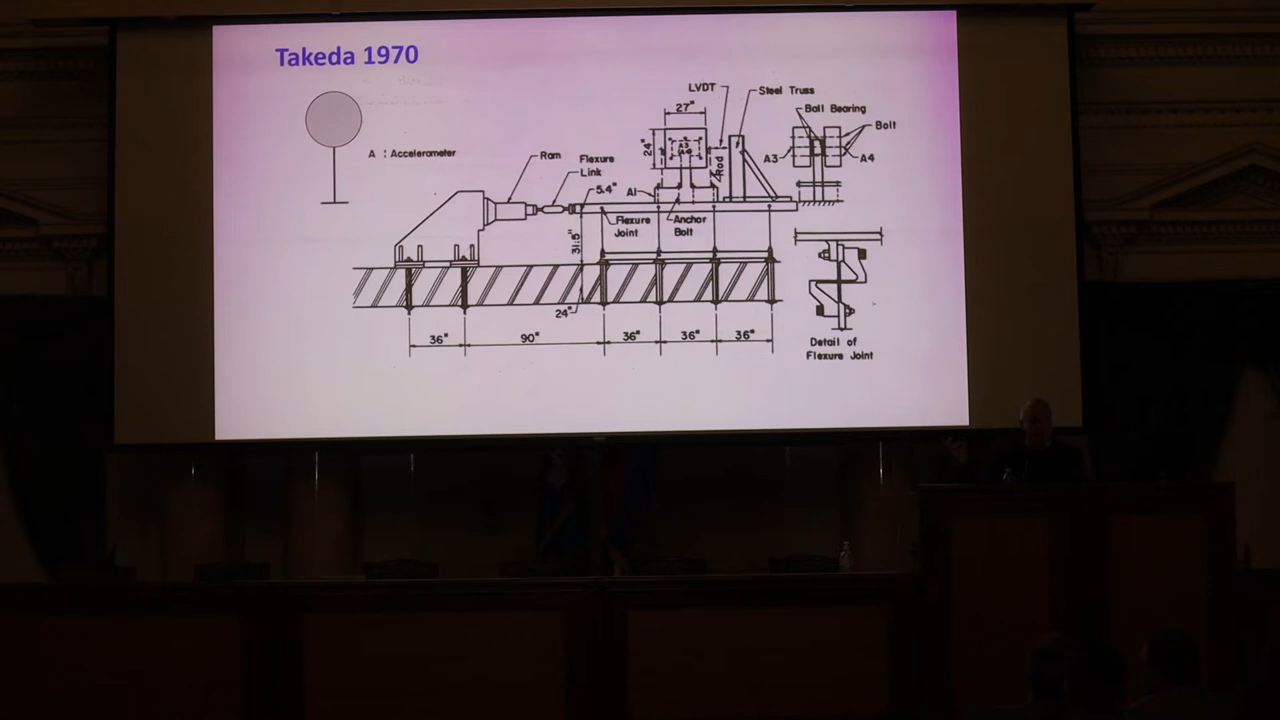 Takeda 1970
A : Accelerometer
Ram
Flexure
Link
5.4"
27"
24"
LVDT
Steel Truss
Ball Bearing
Bolt
A3
A4
A1
Rod
Flexure
Joint
Anchor
Bolt
31.5"
24"
36"
90"
36"
36"
36"
Detail of
Flexure Joint